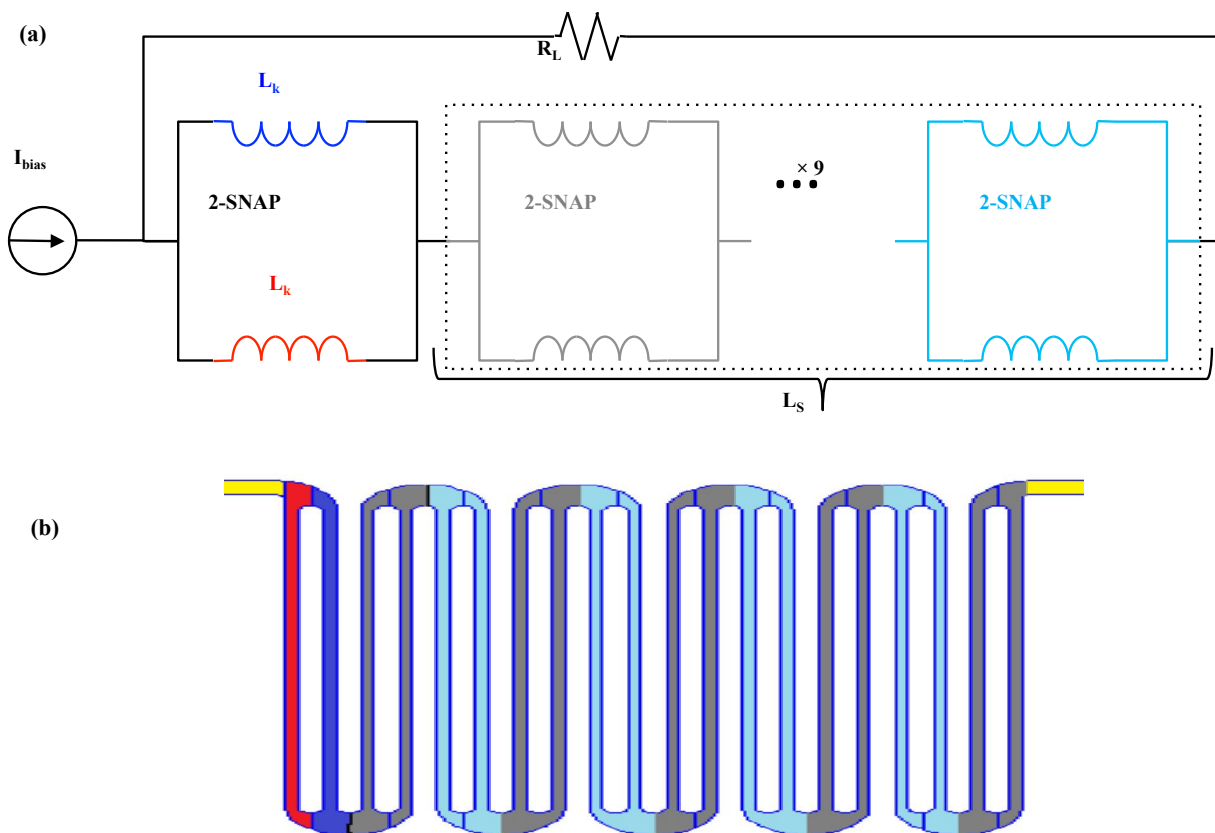 (a)
R_L
L_k
I_bias
× 9
2-SNAP 2-SNAP 2-SNAP
L_k
L_S
(b)